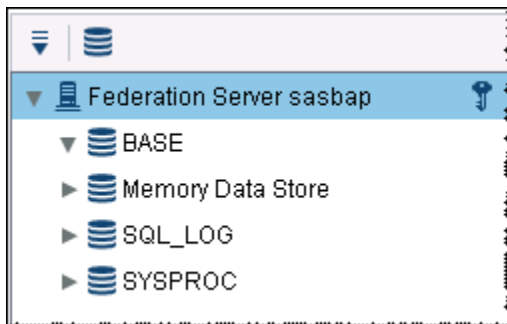 Federation Server sasbap
BASE
Memory Data Store
SQL_LOG
SYSPROC